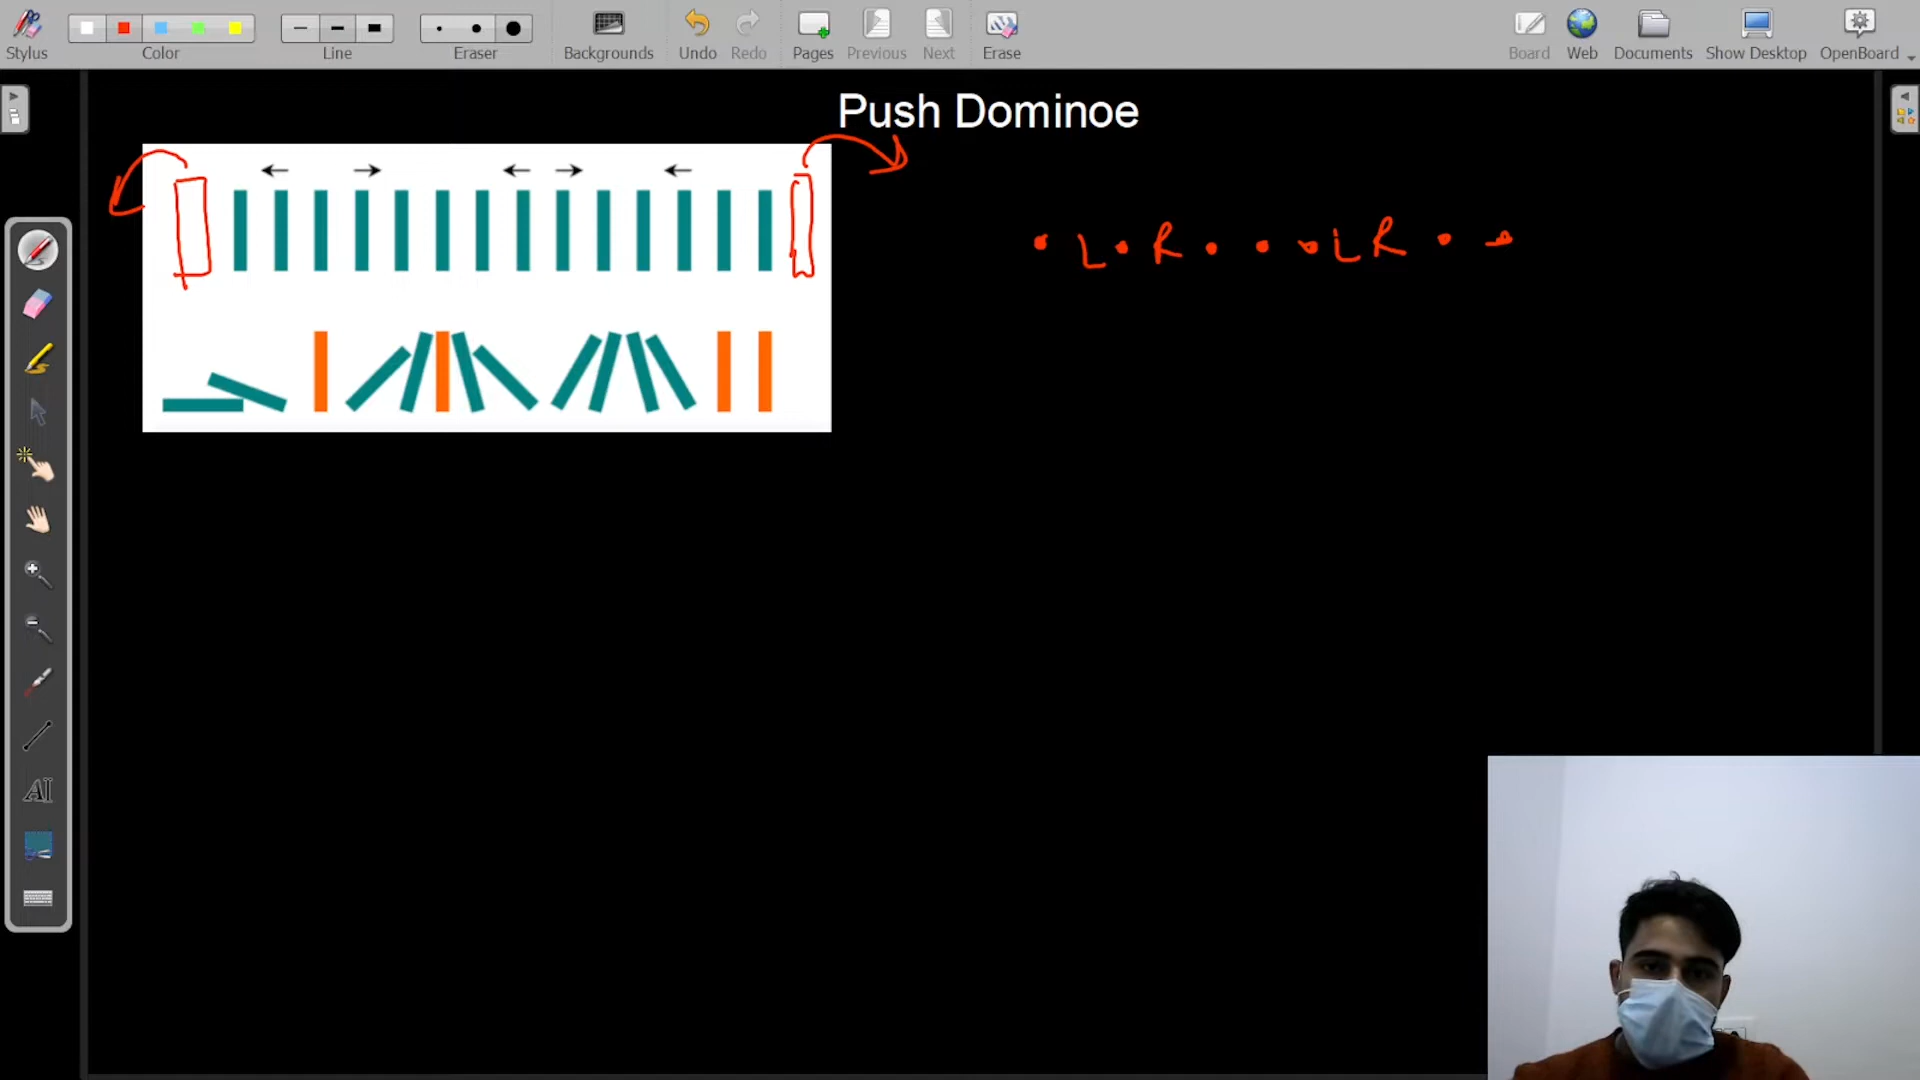 Stylus Color Line Eraser Backgrounds Undo Redo Pages Previous Next Erase Board Web Documents Show Desktop OpenBoard
Push Dominoe
. L . R . . . L R . .
AI